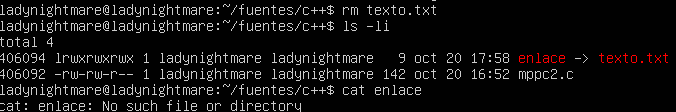 ladynightmare@ladynightmare:~/fuentes/c++$ rm texto.txt
ladynightmare@ladynightmare:~/fuentes/c++$ ls -li
total 4
406094 lrwxrwxrwx 1 ladynightmare ladynightmare   9 oct 20 17:58 enlace -> texto.txt
406092 -rw-rw-r-- 1 ladynightmare ladynightmare 142 oct 20 16:52 mppc2.c
ladynightmare@ladynightmare:~/fuentes/c++$ cat enlace
cat: enlace: No such file or directory